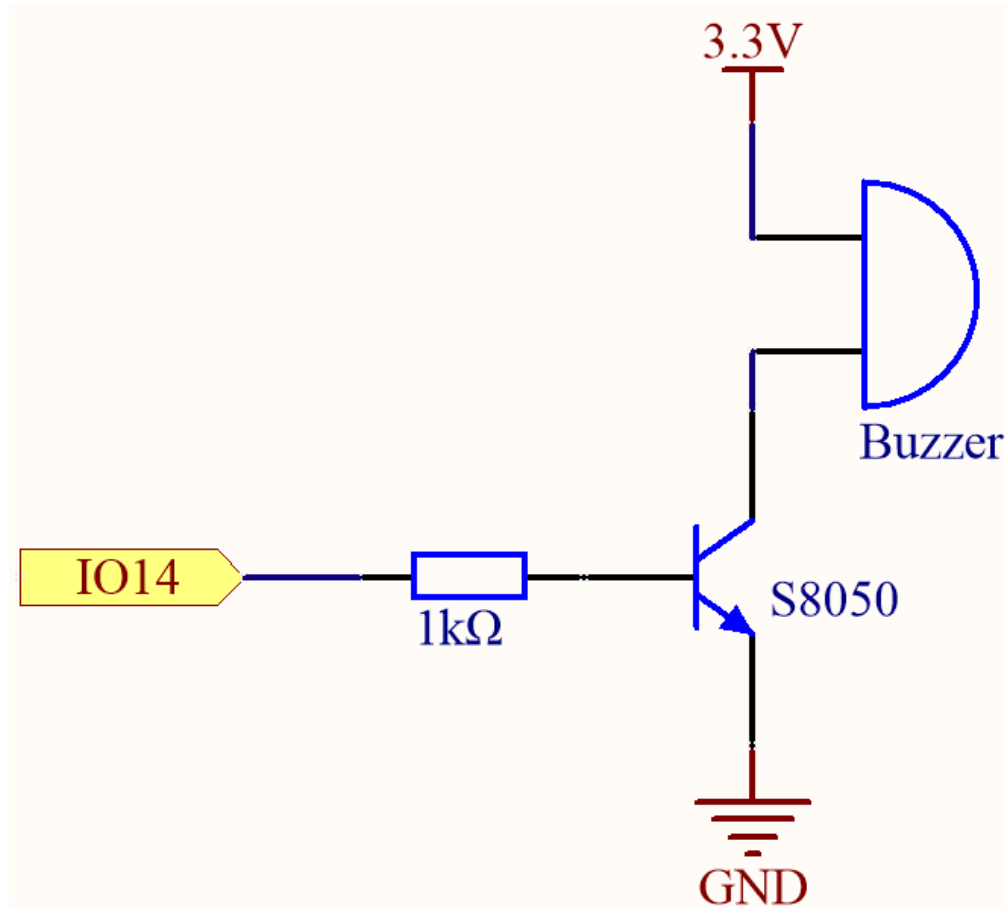 3.3V
Buzzer
IO14
1kΩ
S8050
GND